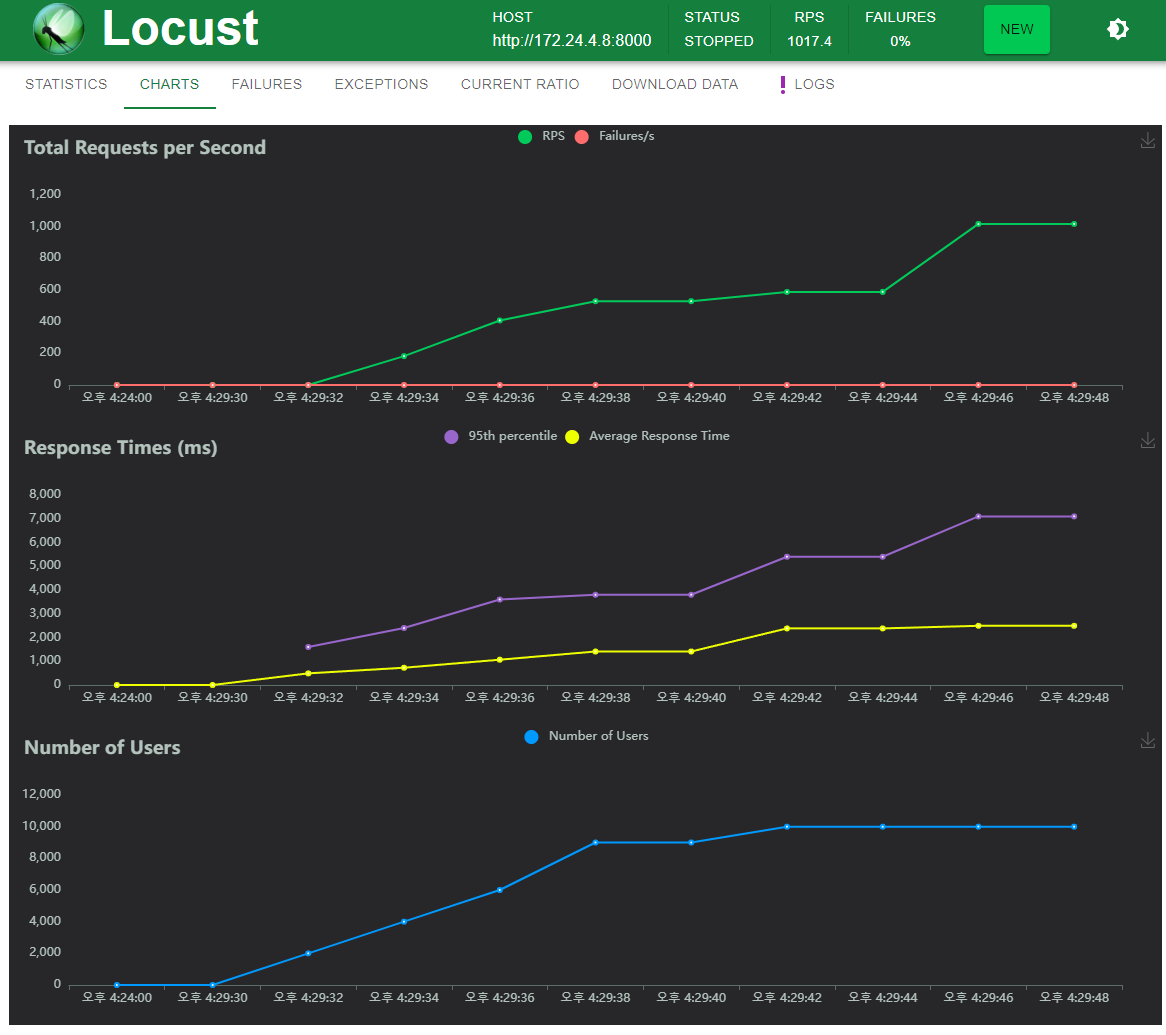 Locust
HOST
http://172.24.4.8:8000
STATUS
STOPPED
RPS
1017.4
FAILURES
0%
NEW
STATISTICS CHARTS FAILURES EXCEPTIONS CURRENT RATIO DOWNLOAD DATA LOGS
Total Requests per Second
RPS Failures/s
1,200
1,000
800
600
400
200
0
오후 4:24:00 오후 4:29:30 오후 4:29:32 오후 4:29:34 오후 4:29:36 오후 4:29:38 오후 4:29:40 오후 4:29:42 오후 4:29:44 오후 4:29:46 오후 4:29:48
Response Times (ms)
95th percentile Average Response Time
8,000
7,000
6,000
5,000
4,000
3,000
2,000
1,000
0
오후 4:24:00 오후 4:29:30 오후 4:29:32 오후 4:29:34 오후 4:29:36 오후 4:29:38 오후 4:29:40 오후 4:29:42 오후 4:29:44 오후 4:29:46 오후 4:29:48
Number of Users
Number of Users
12,000
10,000
8,000
6,000
4,000
2,000
0
오후 4:24:00 오후 4:29:30 오후 4:29:32 오후 4:29:34 오후 4:29:36 오후 4:29:38 오후 4:29:40 오후 4:29:42 오후 4:29:44 오후 4:29:46 오후 4:29:48